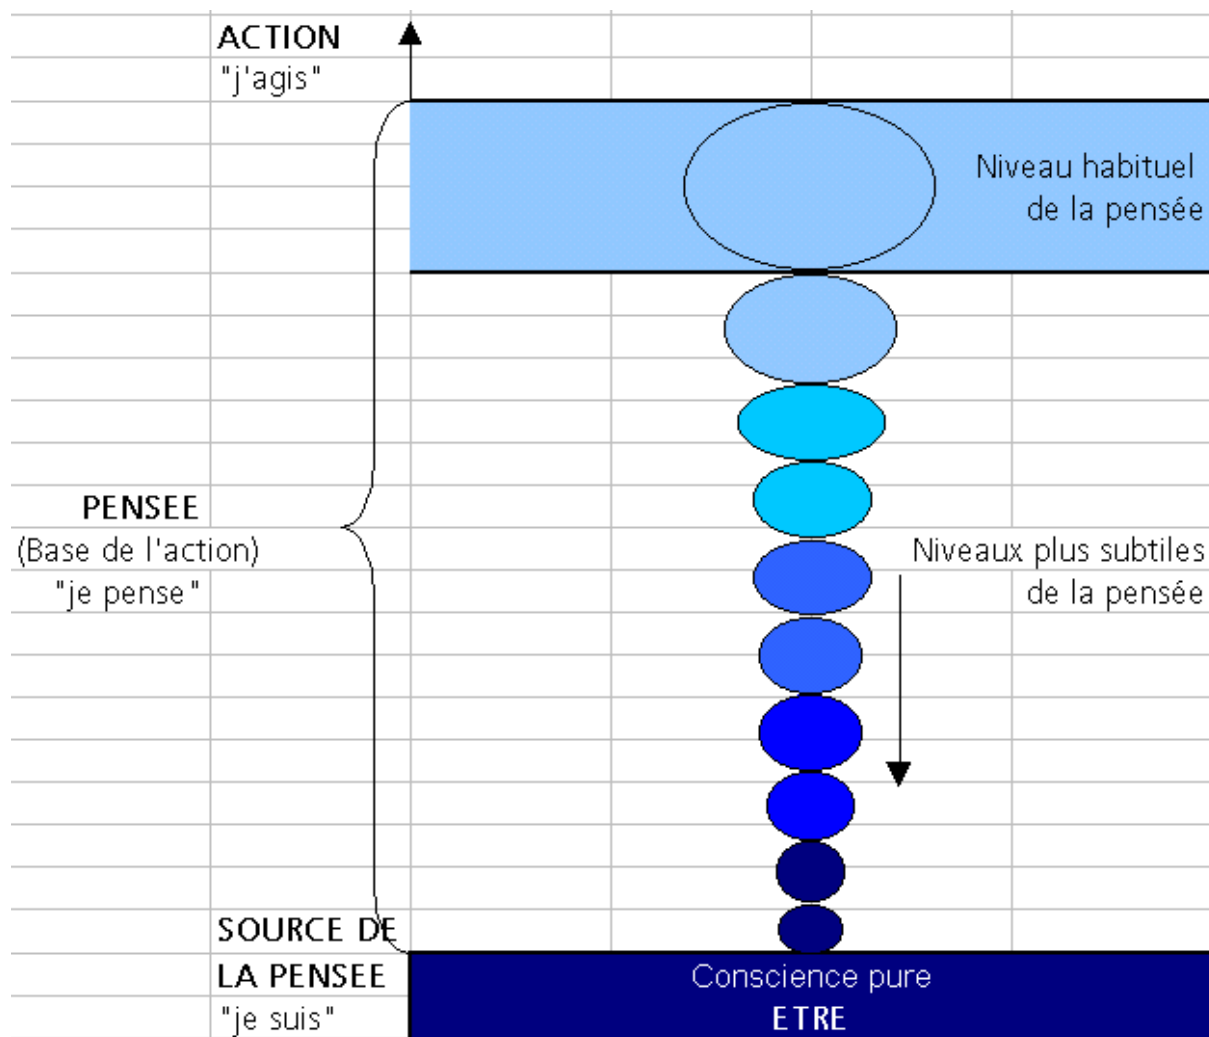 ACTION
"j'agis"
Niveau habituel
de la pensée
PENSEE
(Base de l'action)
"je pense"
Niveaux plus subtiles
de la pensée
SOURCE DE
LA PENSEE
"je suis"
Conscience pure
ETRE